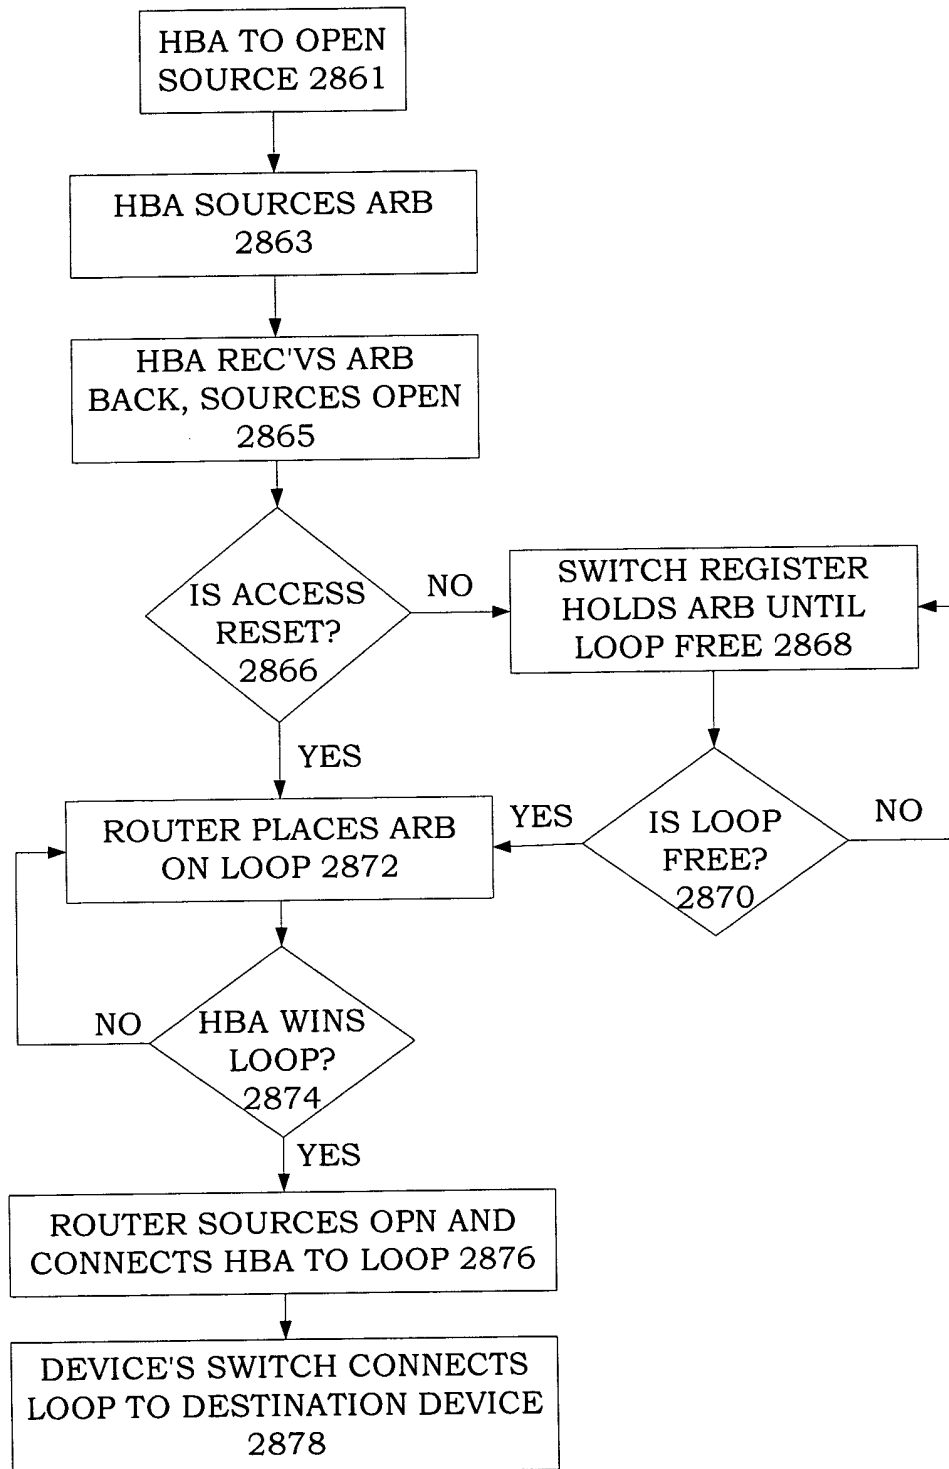 HBA TO OPEN
SOURCE 2861
HBA SOURCES ARB
2863
HBA REC'VS ARB
BACK, SOURCES OPEN
2865
IS ACCESS
RESET?
2866
NO
SWITCH REGISTER
HOLDS ARB UNTIL
LOOP FREE 2868
YES
ROUTER PLACES ARB
ON LOOP 2872
YES
IS LOOP
FREE?
2870
NO
NO
HBA WINS
LOOP?
2874
YES
ROUTER SOURCES OPN AND
CONNECTS HBA TO LOOP 2876
DEVICE'S SWITCH CONNECTS
LOOP TO DESTINATION DEVICE
2878